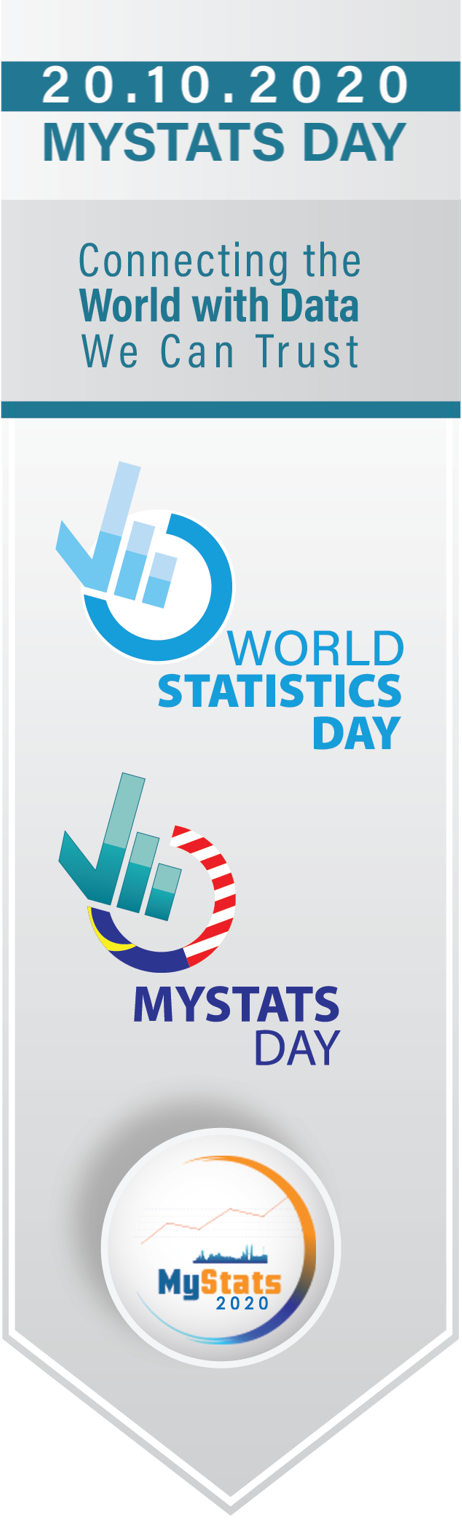 20.10.2020
MYSTATS DAY
Connecting the
World with Data
We Can Trust
WORLD
STATISTICS
DAY
MYSTATS
DAY
MyStats
2020